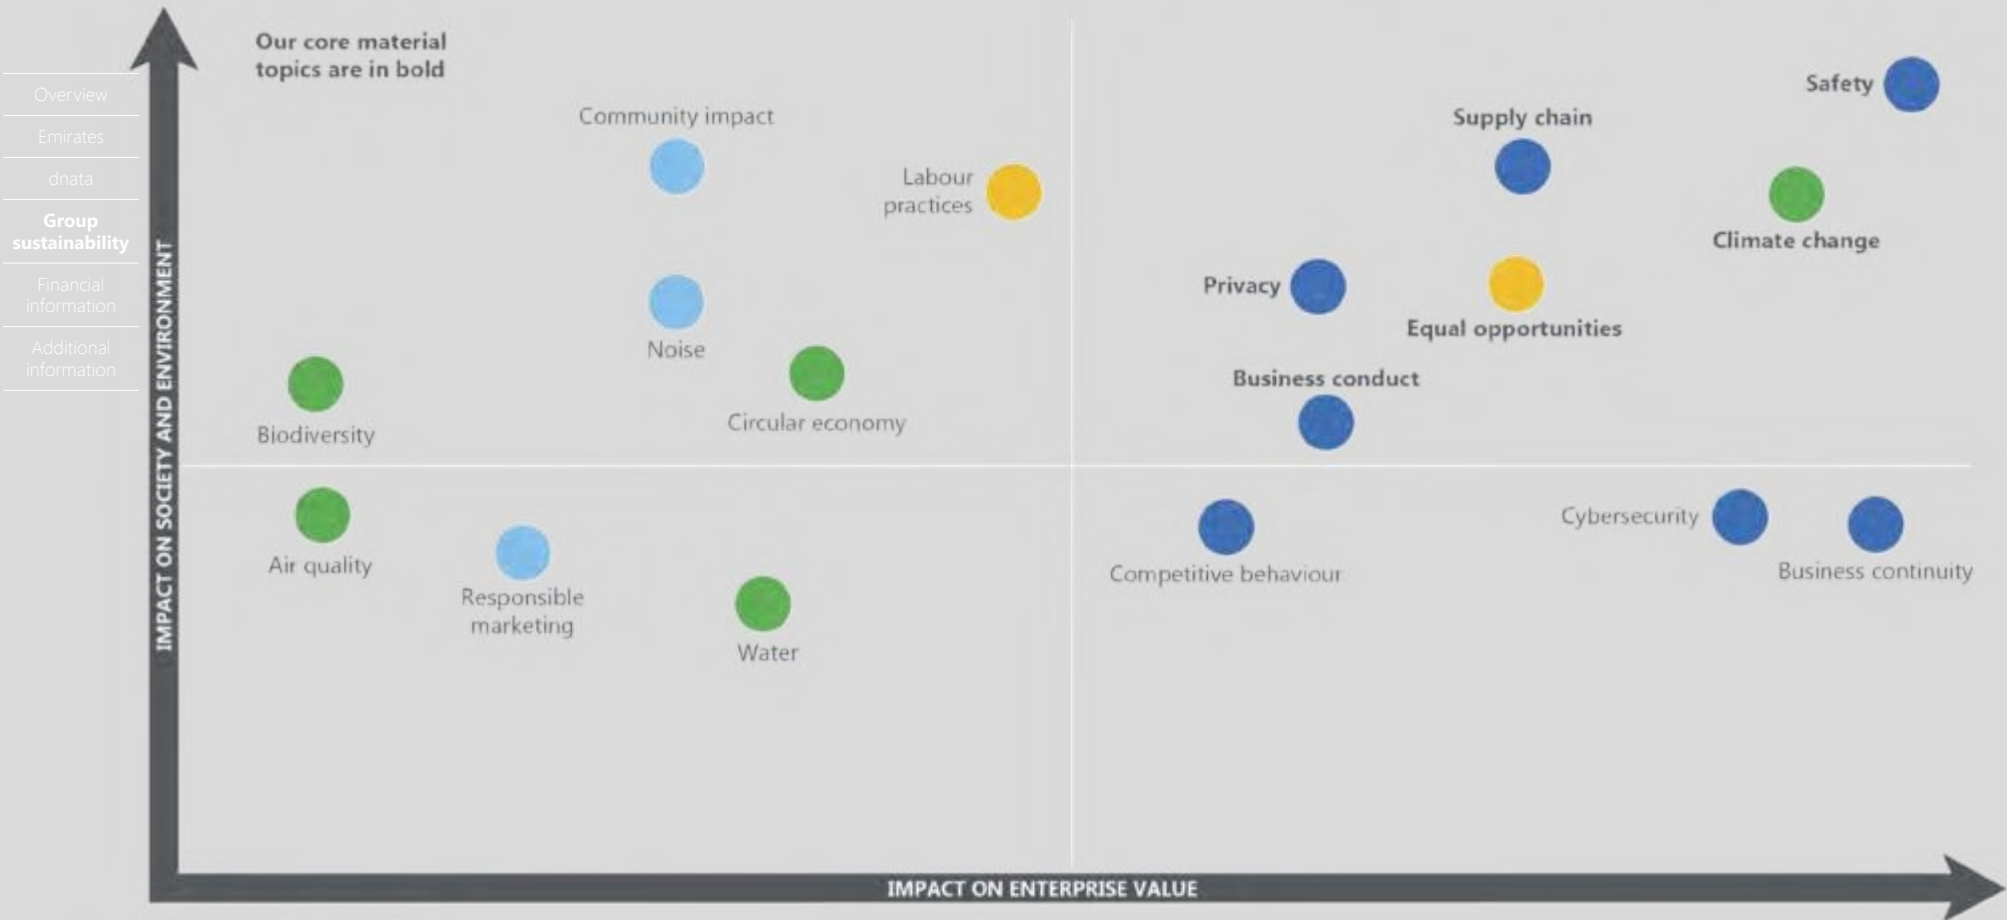 Overview
Emirates
dnata
Group
sustainability
Financial
information
Additional
information
IMPACT ON SOCIETY AND ENVIRONMENT
Our core material
topics are in bold
Community impact
Labour
practices
Noise
Circular economy
Biodiversity
Safety
Supply chain
Climate change
Privacy
Equal opportunities
Business conduct
Air quality
Responsible
marketing
Water
Competitive behaviour
Cybersecurity
Business continuity
IMPACT ON ENTERPRISE VALUE